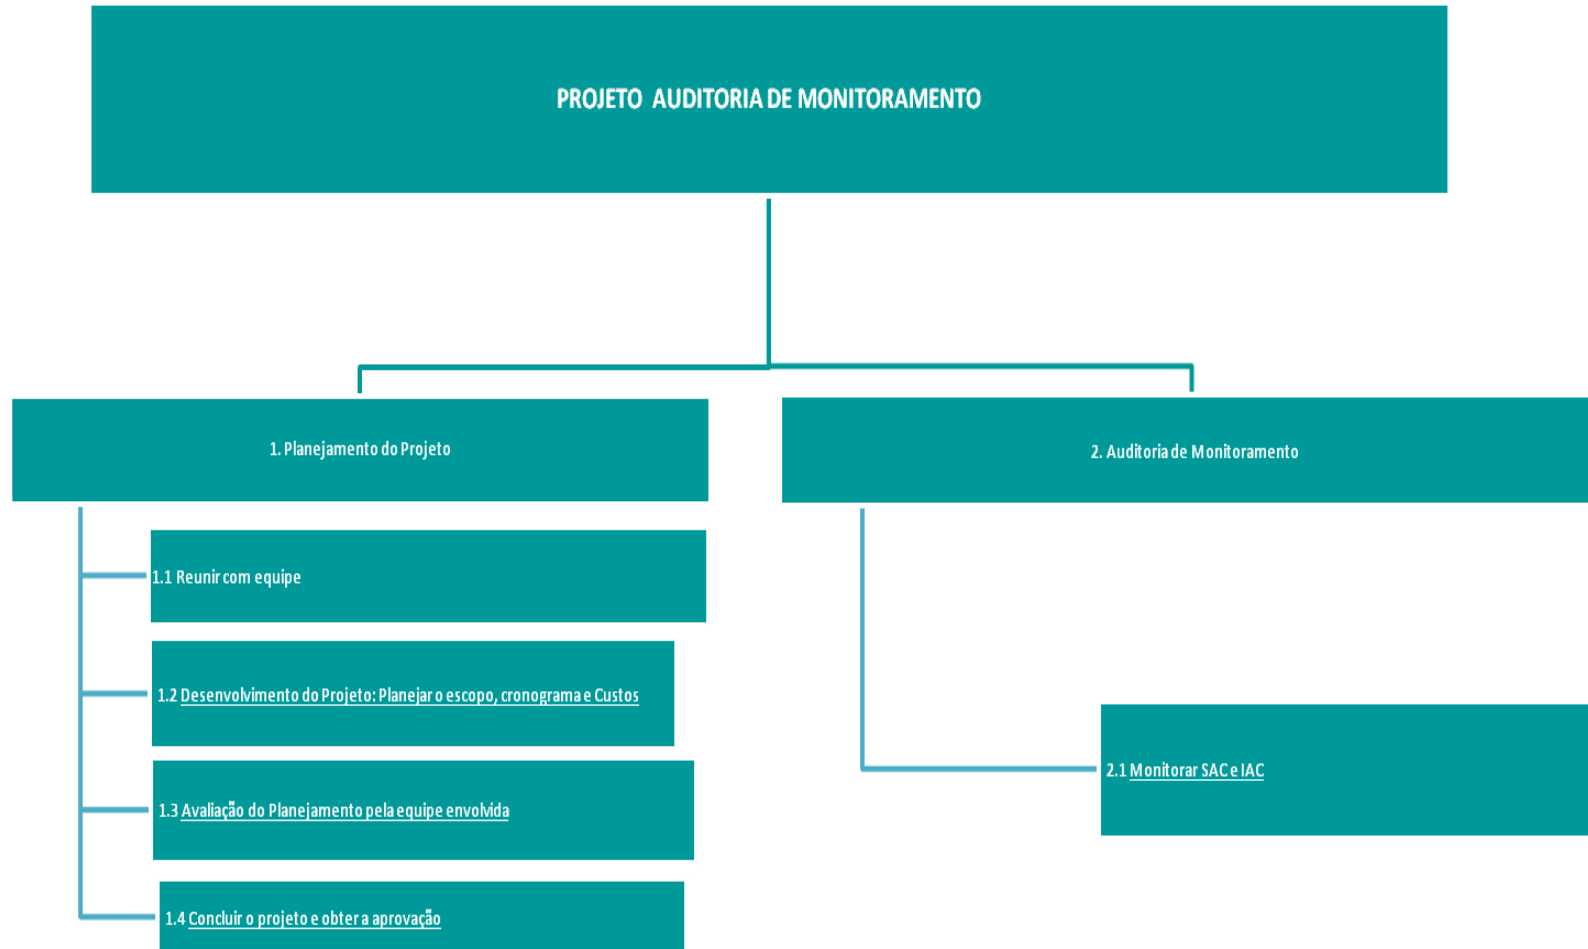 PROJETO AUDITORIA DE MONITORAMENTO
1. Planejamento do Projeto
1.1 Reunir com equipe
1.2 Desenvolvimento do Projeto: Planejar o escopo, cronograma e Custos
1.3 Avaliação do Planejamento pela equipe envolvida
1.4 Concluir o projeto e obter a aprovação
2. Auditoria de Monitoramento
2.1 Monitorar SAC e IAC